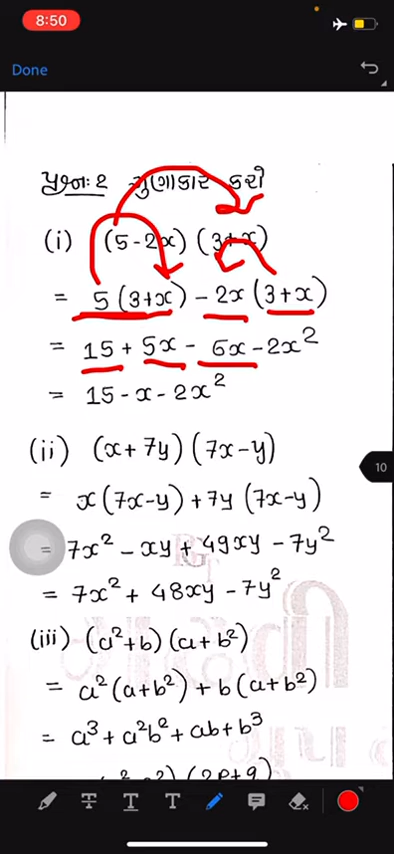 8:50
Done
પ્રશ્ન:૨ ગુણાકાર કરો
(i) (5-2x) (3+x)
= 5 (3+x) - 2x (3+x)
= 15 + 5x - 6x - 2x²
= 15 - x - 2x²
10
(ii) (x+7y) (7x-y)
= x (7x-y) + 7y (7x-y)
= 7x² - xy + 49xy - 7y²
= 7x² + 48xy - 7y²
(iii) (a²+b) (a+b²)
= a² (a+b²) + b (a+b²)
= a³ + a²b² + ab + b³
(2p+q)
T T T